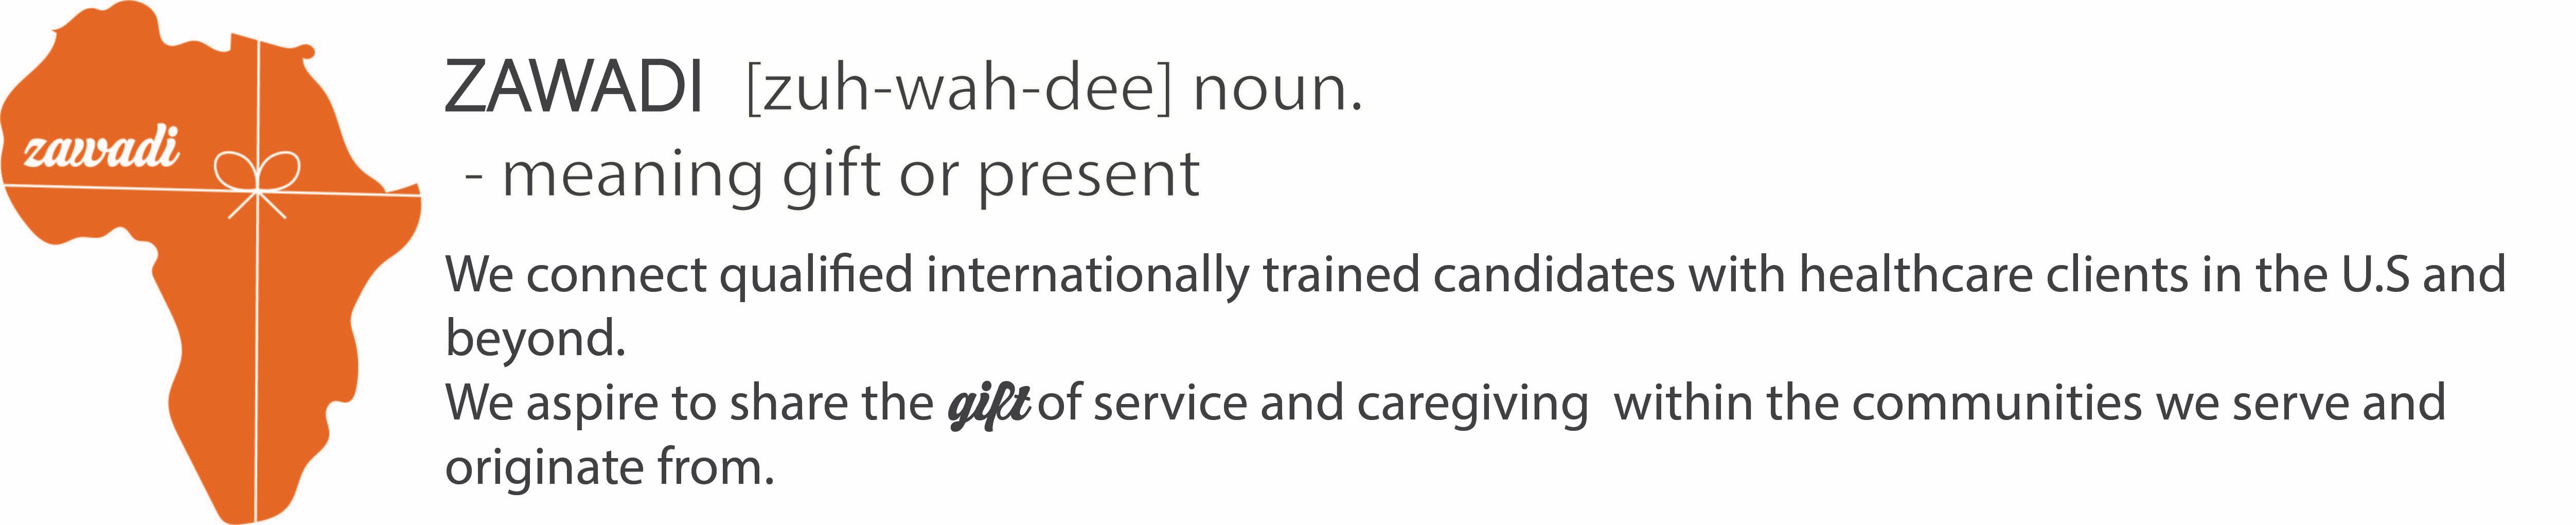 zawadi
ZAWADI [zuh-wah-dee] noun.
- meaning gift or present
We connect qualified internationally trained candidates with healthcare clients in the U.S and
beyond.
We aspire to share the gift of service and caregiving within the communities we serve and
originate from.